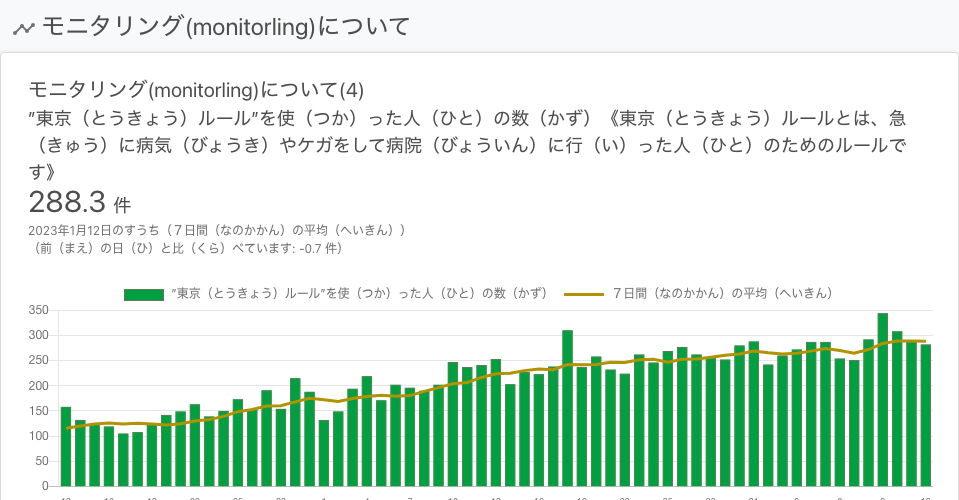 モニタリング(monitorling)について
モニタリング(monitorling)について(4)
”東京（とうきょう）ルール”を使（つか）った人（ひと）の数（かず）《東京（とうきょう）ルールとは、急
（きゅう）に病気（びょうき）やケガをして病院（びょういん）に行（い）った人（ひと）のためのルールで
す》
288.3 件
2023年1月12日のすうち（７日間（なのかかん）の平均（へいきん））
（前（まえ）の日（ひ）と比（くら）べています: -0.7 件）
”東京（とうきょう）ルール”を使（つか）った人（ひと）の数（かず） ７日間（なのかかん）の平均（へいきん）
350
300
250
200
150
100
50
0